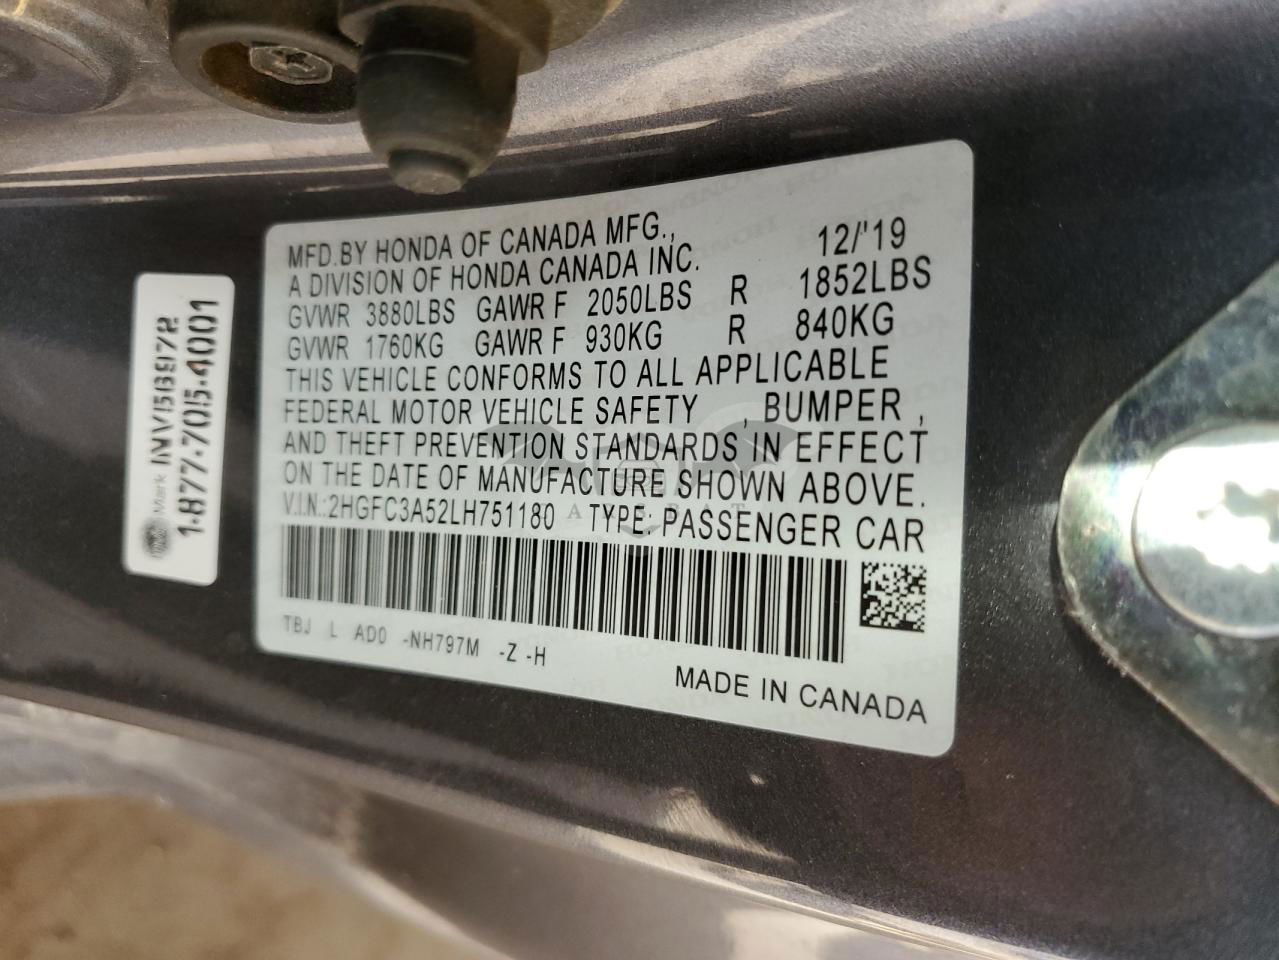 MFD.BY HONDA OF CANADA MFG.,
A DIVISION OF HONDA CANADA INC. 12/'19
GVWR 3880LBS GAWR F 2050LBS R 1852LBS
GVWR 1760KG GAWR F 930KG R 840KG
THIS VEHICLE CONFORMS TO ALL APPLICABLE
FEDERAL MOTOR VEHICLE SAFETY , BUMPER ,
AND THEFT PREVENTION STANDARDS IN EFFECT
ON THE DATE OF MANUFACTURE SHOWN ABOVE.
V.I.N.:2HGFC3A52LH751180 TYPE: PASSENGER CAR
TBJ L AD0 -NH797M -Z -H
MADE IN CANADA
Mark INV56972
1-877-705-4001